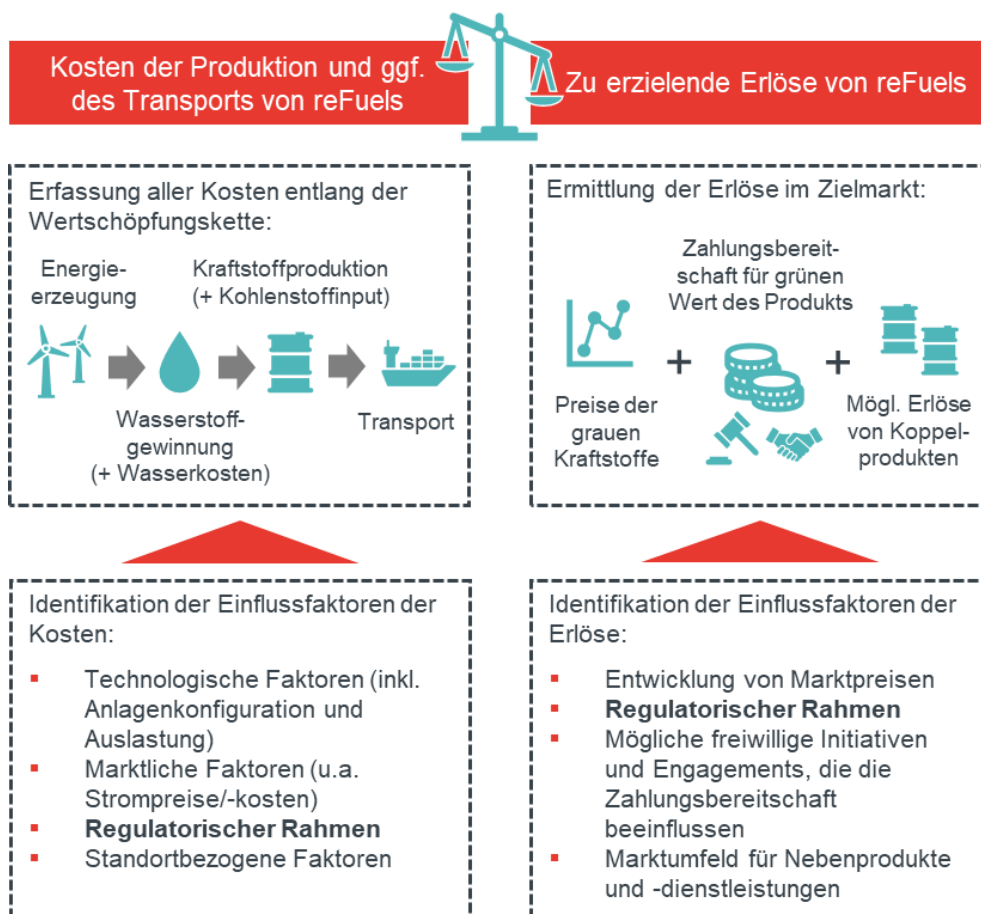 Kosten der Produktion und ggf.
des Transports von reFuels
Zu erzielende Erlöse von reFuels
Erfassung aller Kosten entlang der
Wertschöpfungskette:
Energie-
erzeugung
Kraftstoffproduktion
(+ Kohlenstoffinput)
Wasserstoff-
gewinnung
(+ Wasserkosten)
Transport
Ermittlung der Erlöse im Zielmarkt:
Zahlungsbereit-
schaft für grünen
Wert des Produkts
+
+
Preise der
grauen
Kraftstoffe
Mögl. Erlöse
von Koppel-
produkten
Identifikation der Einflussfaktoren der
Kosten:
▪ Technologische Faktoren (inkl.
Anlagenkonfiguration und
Auslastung)
▪ Marktliche Faktoren (u.a.
Strompreise/-kosten)
▪ Regulatorischer Rahmen
▪ Standortbezogene Faktoren
Identifikation der Einflussfaktoren der
Erlöse:
▪ Entwicklung von Marktpreisen
▪ Regulatorischer Rahmen
▪ Mögliche freiwillige Initiativen
und Engagements, die die
Zahlungsbereitschaft
beeinflussen
▪ Marktumfeld für Nebenprodukte
und -dienstleistungen